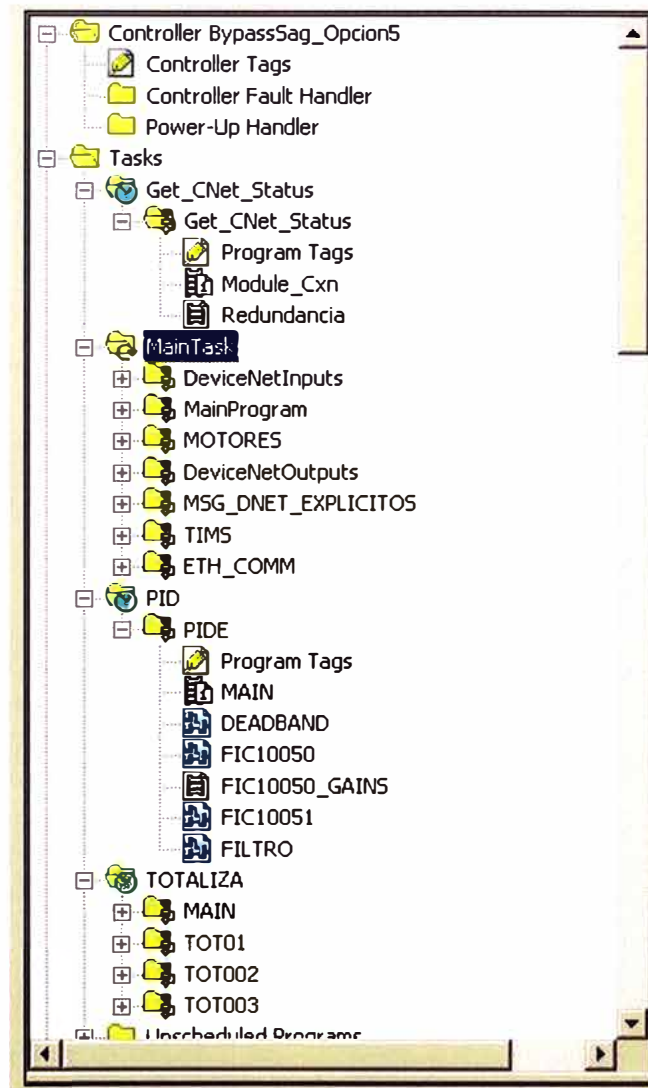 Controller BypassSag_Opcion5
Controller Tags
Controller Fault Handler
Power-Up Handler
Tasks
Get_CNet_Status
Get_CNet_Status
Program Tags
Module_Cxn
Redundancia
MainTask
DeviceNetInputs
MainProgram
MOTORES
DeviceNetOutputs
MSG_DNET_EXPLICITOS
TIMS
ETH_COMM
PID
PIDE
Program Tags
MAIN
DEADBAND
FIC10050
FIC10050_GAINS
FIC10051
FILTRO
TOTALIZA
MAIN
TOT01
TOT002
TOT003
Unscheduled Programs